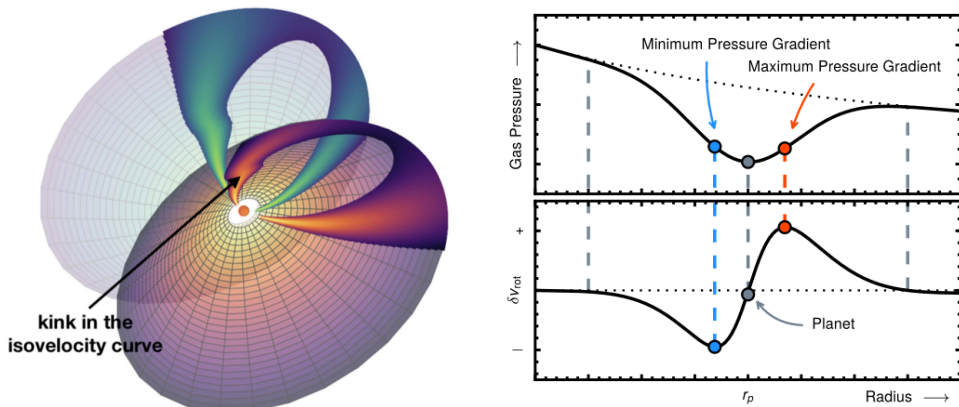 kink in the
isovelocity curve
Gas Pressure ⟶
Minimum Pressure Gradient
Maximum Pressure Gradient
+
δv_rot
—
Planet
r_p
Radius ⟶